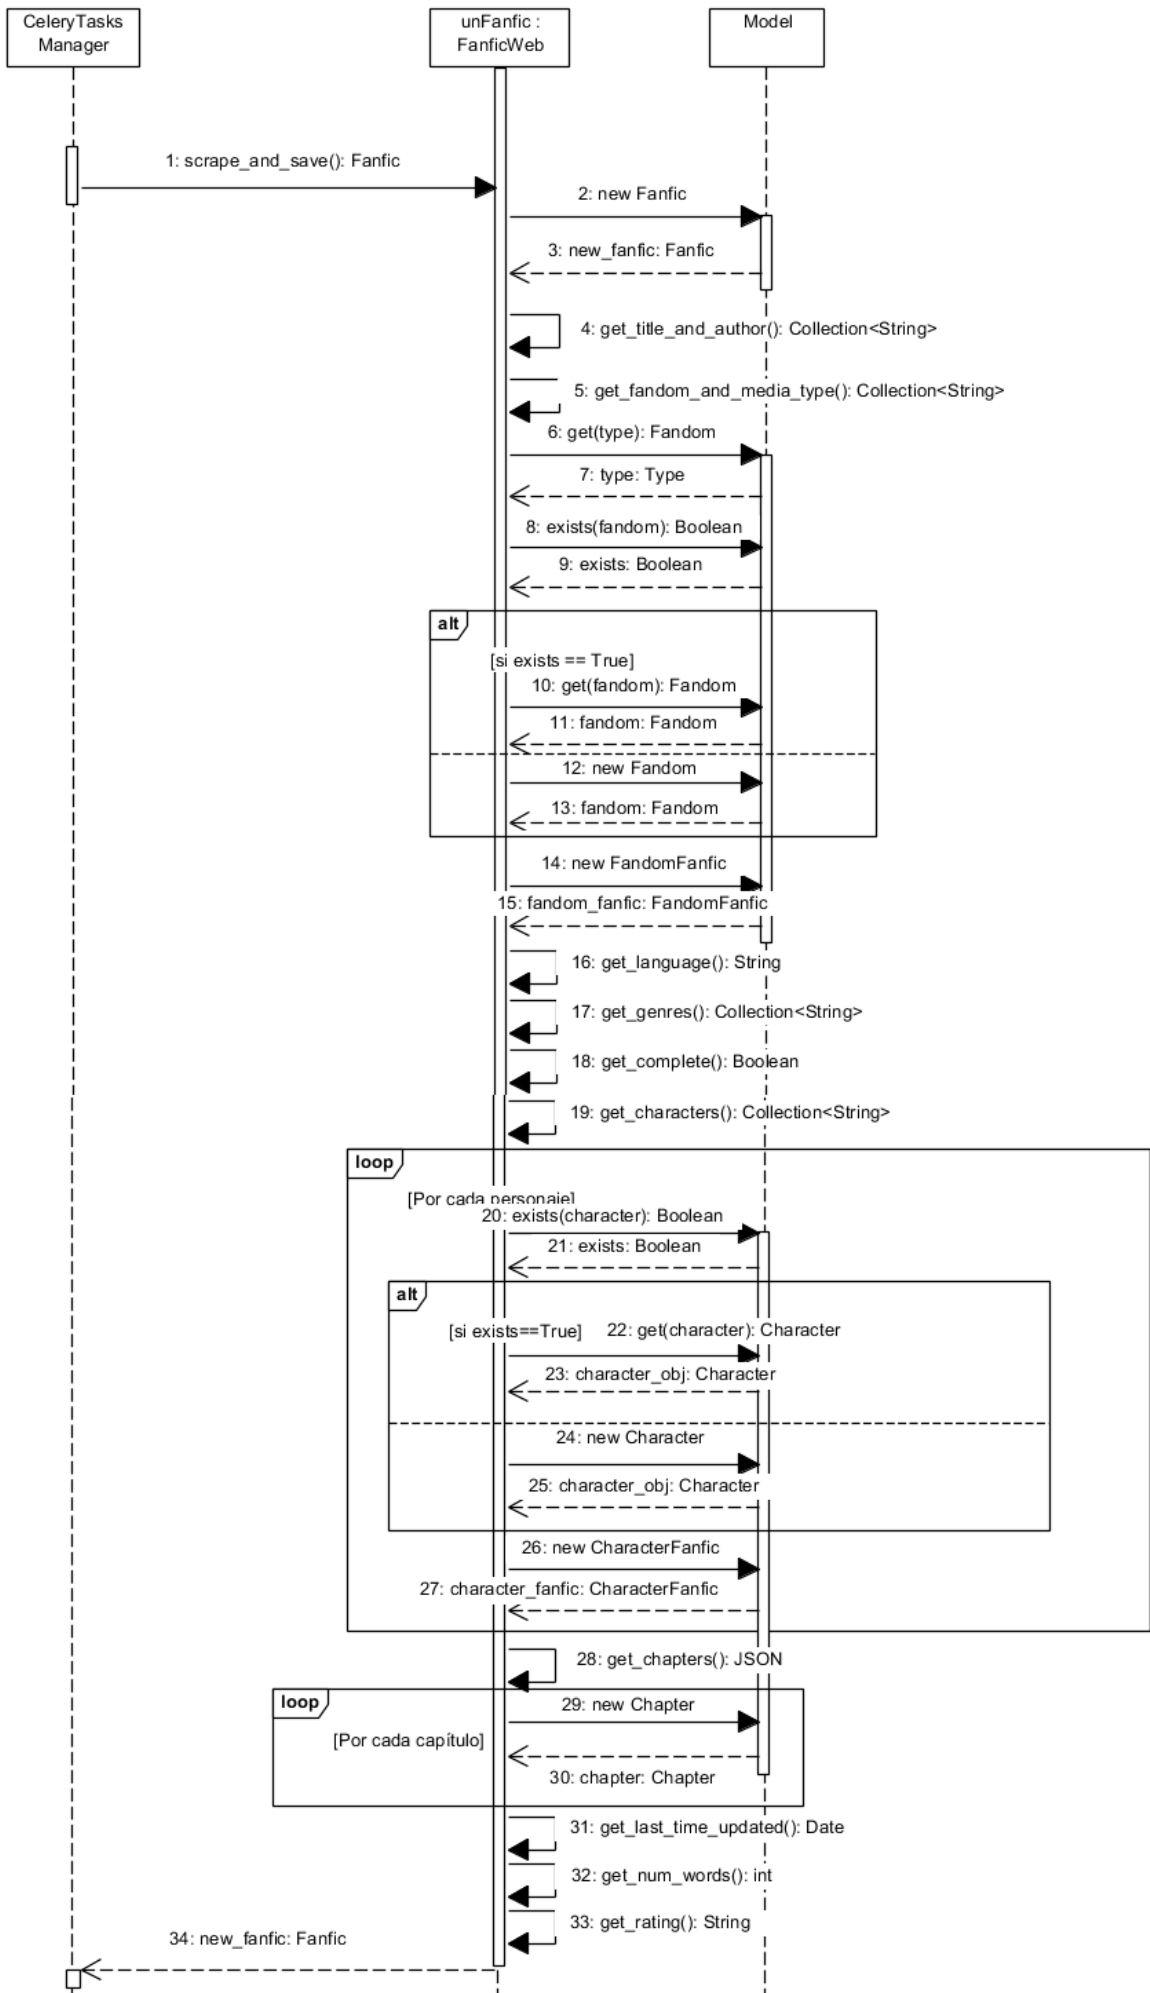 CeleryTasks
Manager
unFanfic :
FanficWeb
Model
1: scrape_and_save(): Fanfic
2: new Fanfic
3: new_fanfic: Fanfic
4: get_title_and_author(): Collection<String>
5: get_fandom_and_media_type(): Collection<String>
6: get(type): Fandom
7: type: Type
8: exists(fandom): Boolean
9: exists: Boolean
alt
[si exists == True]
10: get(fandom): Fandom
11: fandom: Fandom
12: new Fandom
13: fandom: Fandom
14: new FandomFanfic
15: fandom_fanfic: FandomFanfic
16: get_language(): String
17: get_genres(): Collection<String>
18: get_complete(): Boolean
19: get_characters(): Collection<String>
loop
[Por cada personaje]
20: exists(character): Boolean
21: exists: Boolean
alt
[si exists==True]
22: get(character): Character
23: character_obj: Character
24: new Character
25: character_obj: Character
26: new CharacterFanfic
27: character_fanfic: CharacterFanfic
28: get_chapters(): JSON
loop
29: new Chapter
[Por cada capítulo]
30: chapter: Chapter
31: get_last_time_updated(): Date
32: get_num_words(): int
33: get_rating(): String
34: new_fanfic: Fanfic